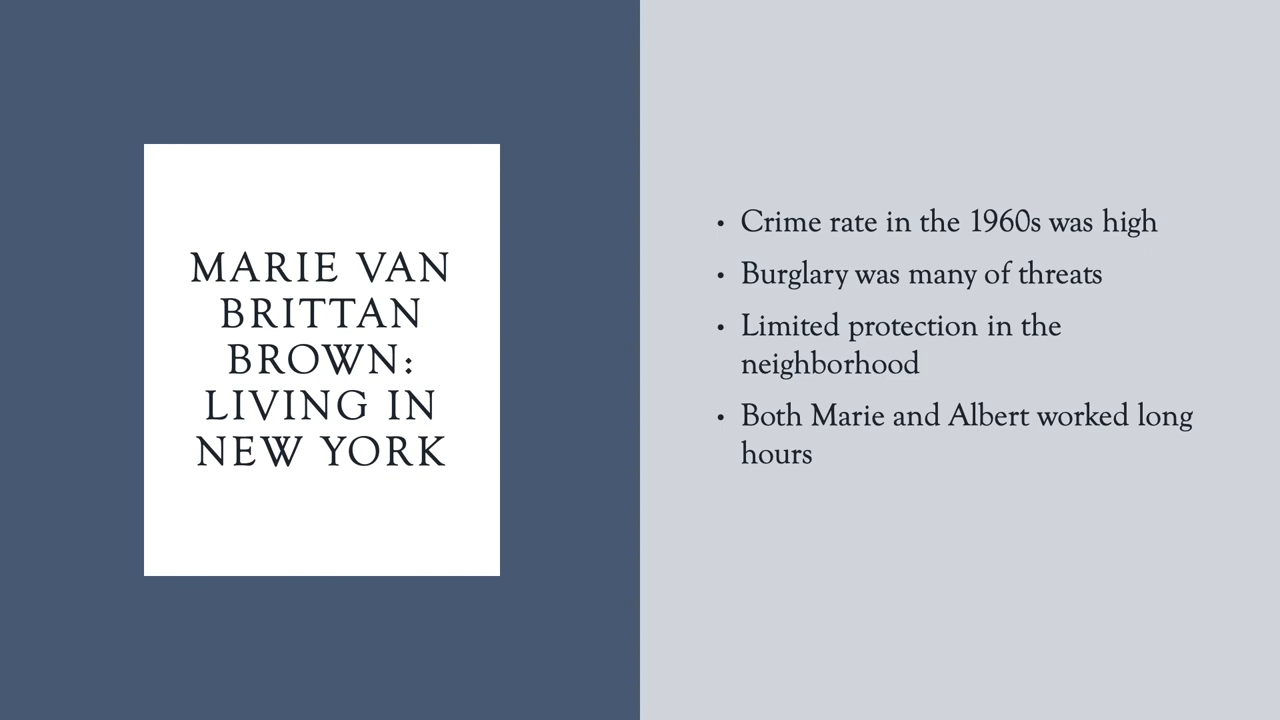 MARIE VAN
BRITTAN
BROWN:
LIVING IN
NEW YORK
• Crime rate in the 1960s was high
• Burglary was many of threats
• Limited protection in the
neighborhood
• Both Marie and Albert worked long
hours